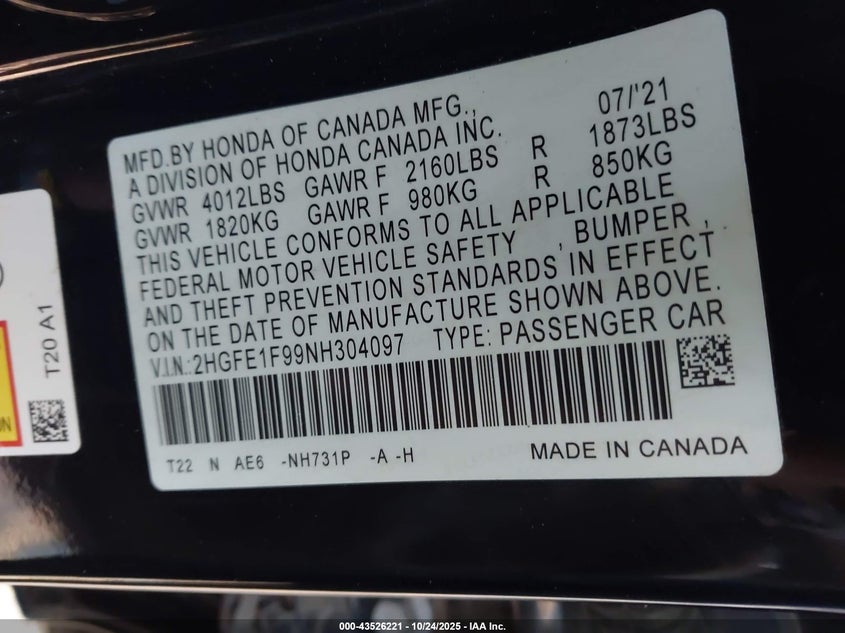 MFD.BY HONDA OF CANADA MFG., 07/'21
A DIVISION OF HONDA CANADA INC.
GVWR 4012LBS GAWR F 2160LBS R 1873LBS
GVWR 1820KG GAWR F 980KG R 850KG
THIS VEHICLE CONFORMS TO ALL APPLICABLE
FEDERAL MOTOR VEHICLE SAFETY , BUMPER ,
AND THEFT PREVENTION STANDARDS IN EFFECT
ON THE DATE OF MANUFACTURE SHOWN ABOVE.
V.I.N.:2HGFE1F99NH304097 TYPE: PASSENGER CAR
T22 N AE6 -NH731P -A -H MADE IN CANADA
T20 A1
000-43526221 - 10/24/2025 - IAA Inc.